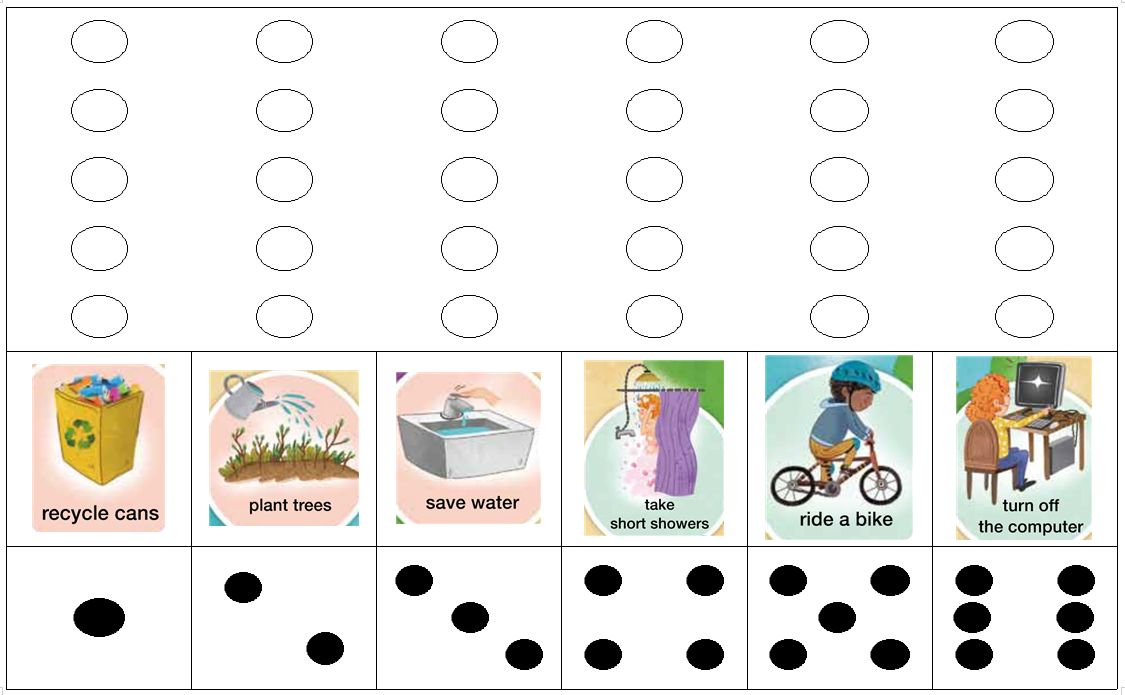 recycle cans
plant trees
save water
take
short showers
ride a bike
turn off
the computer